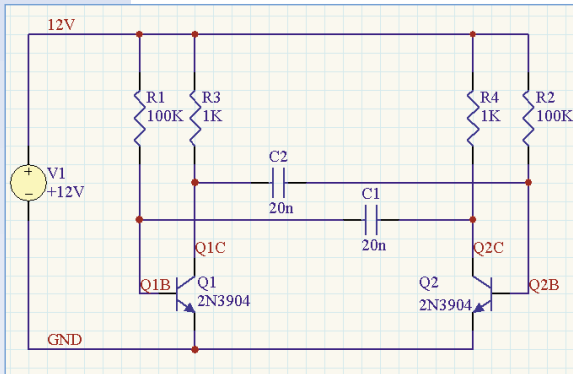 12V
R1
100K
R3
1K
R4
1K
R2
100K
C2
20n
V1
+12V
+
−
C1
20n
Q1C
Q2C
Q1B
Q1
2N3904
Q2
2N3904
Q2B
GND